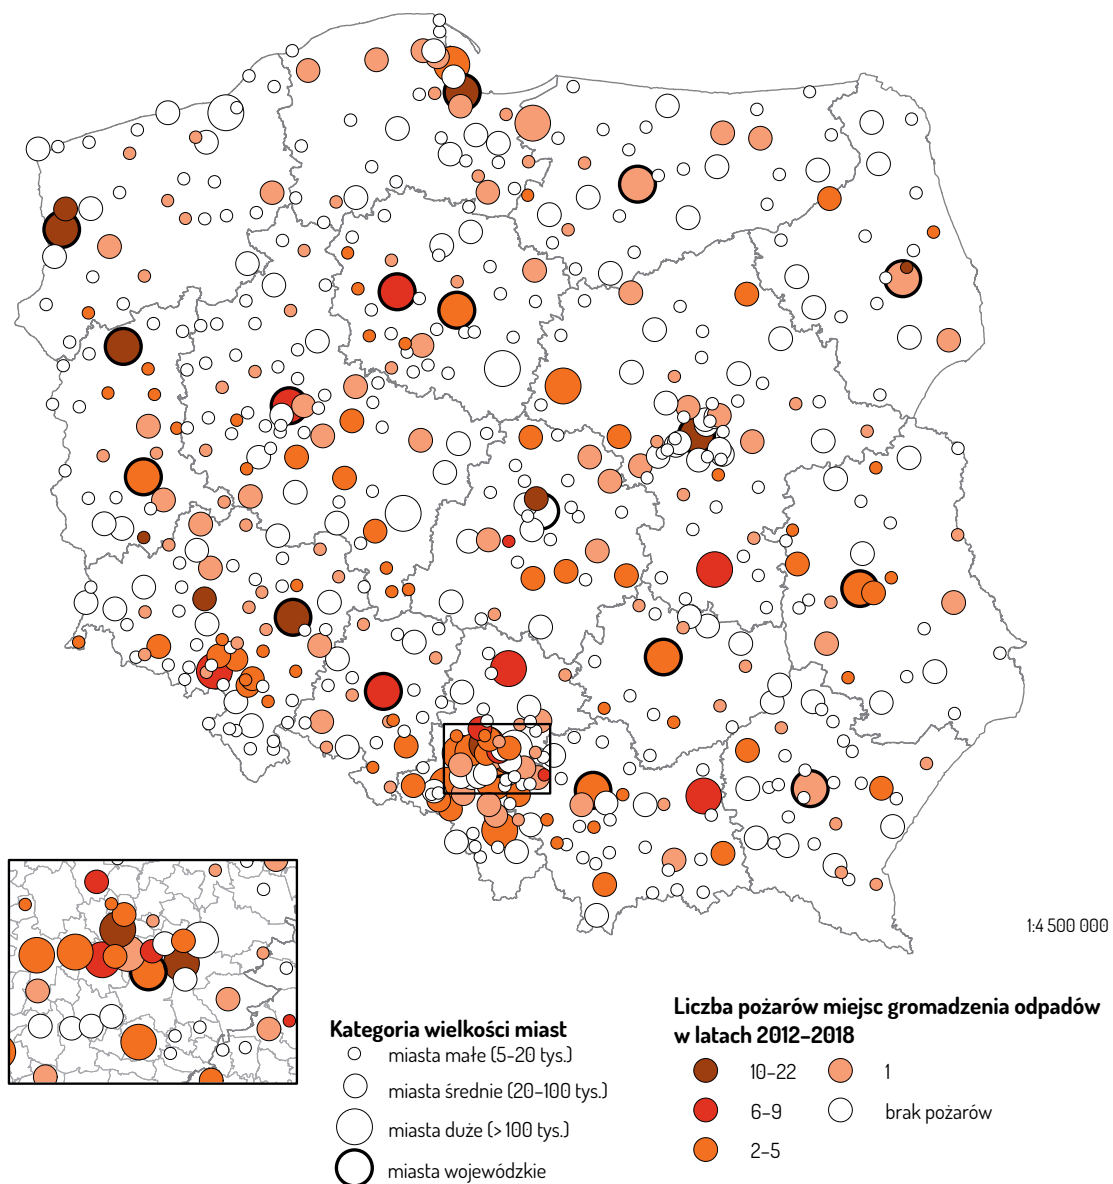 1:4 500 000
Kategoria wielkości miast
miasta małe (5–20 tys.)
miasta średnie (20–100 tys.)
miasta duże (> 100 tys.)
miasta wojewódzkie
Liczba pożarów miejsc gromadzenia odpadów
w latach 2012–2018
10–22
6–9
2–5
1
brak pożarów